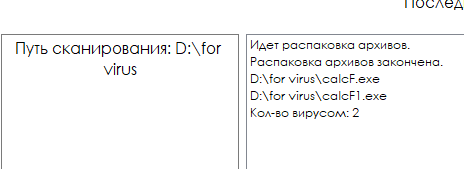 Послед
Путь сканирования: D:\for
virus
Идет распаковка архивов.
Распаковка архивов закончена.
D:\for virus\calcF.exe
D:\for virus\calcF1.exe
Кол-во вирусом: 2